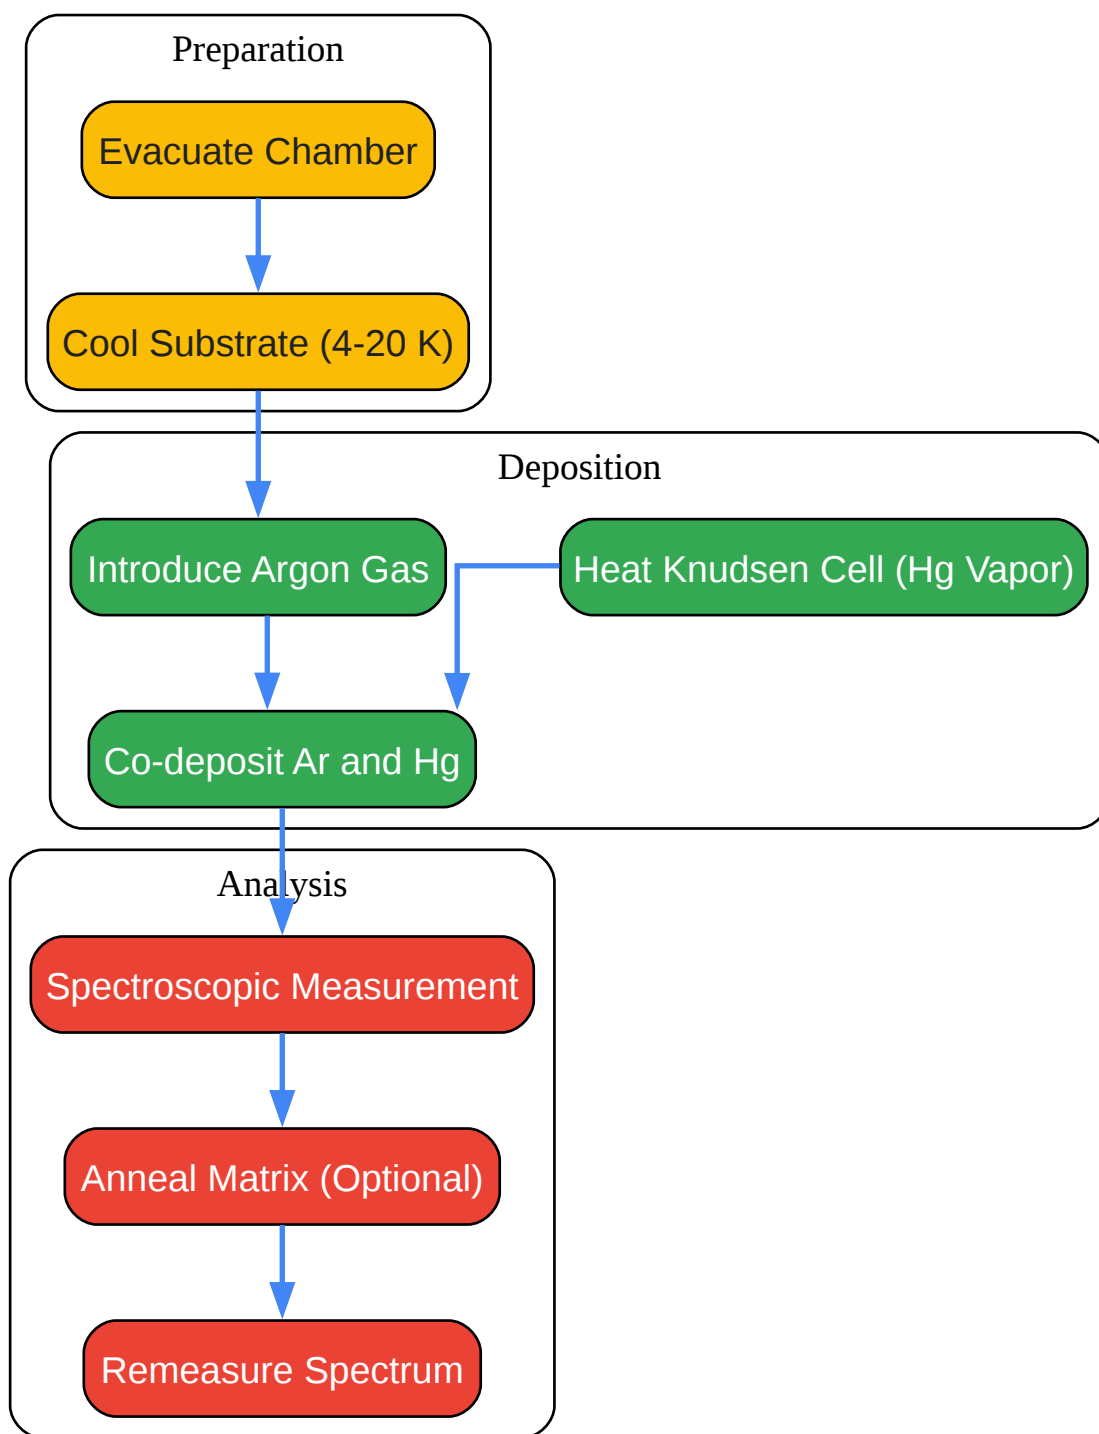 Preparation
Evacuate Chamber
Cool Substrate (4-20 K)
Deposition
Introduce Argon Gas
Heat Knudsen Cell (Hg Vapor)
Co-deposit Ar and Hg
Analysis
Spectroscopic Measurement
Anneal Matrix (Optional)
Remeasure Spectrum